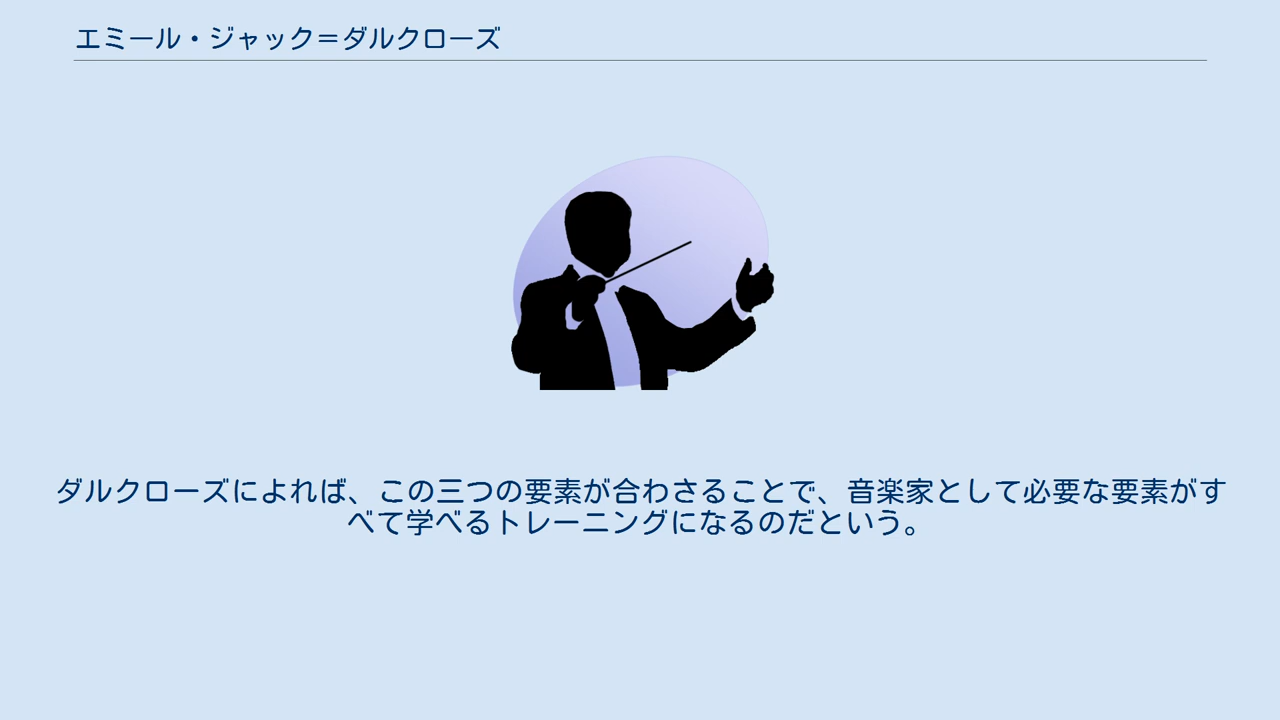 エミール・ジャック＝ダルクローズ
ダルクローズによれば、この三つの要素が合わさることで、音楽家として必要な要素がす
べて学べるトレーニングになるのだという。